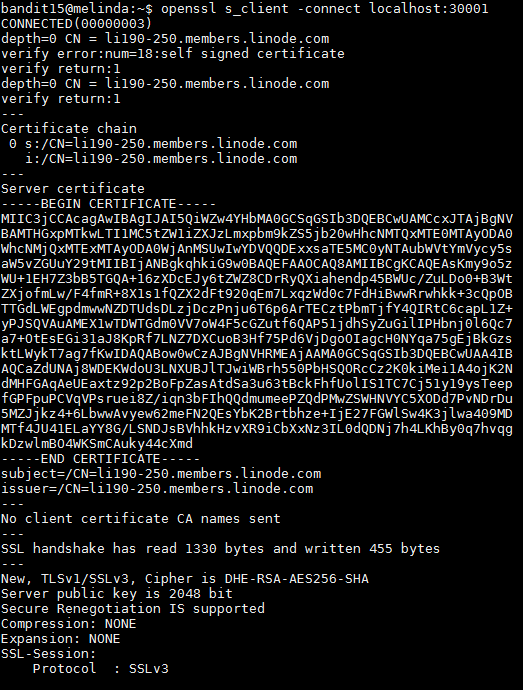 bandit15@melinda:~$ openssl s_client -connect localhost:30001
CONNECTED(00000003)
depth=0 CN = li190-250.members.linode.com
verify error:num=18:self signed certificate
verify return:1
depth=0 CN = li190-250.members.linode.com
verify return:1
---
Certificate chain
 0 s:/CN=li190-250.members.linode.com
   i:/CN=li190-250.members.linode.com
---
Server certificate
-----BEGIN CERTIFICATE-----
MIIC3jCCAcagAwIBAgIJAI5QiWZw4YHbMA0GCSqGSIb3DQEBCwUAMCcxJTAjBgNV
BAMTHGxpMTkwLTI1MC5tZW1iZXJzLmxpbm9kZS5jb20wHhcNMTQxMTE0MTAyODA0
WhcNMjQxMTExMTAyODA0WjAnMSUwIwYDVQQDExxsaTE5MC0yNTAubWVtYmVycy5s
aW5vZGUuY29tMIIBIjANBgkqhkiG9w0BAQEFAAOCAQ8AMIIBCgKCAQEAsKmy9o5z
WU+1EH7Z3bB5TGQA+16zXDcEJy6tZWZ8CDrRyQXiahendp45BWUc/ZuLDo0+B3Wt
ZXjofmLw/F4fmR+8X1s1fQZX2dFt920qEm7LxqzWd0c7FdHiBwwRrwhkk+3cQpOB
TTGdLWEgpdmwwNZDTUdsDLzjDczPnju6T6p6ArTECztPbmTjfY4QIRtC6capL1Z+
yPJSQVAuAMEX1wTDWTGdm0VV7oW4F5cGZutf6QAP51jdhSyZuGilIPHbnj0l6Qc7
a7+OtEsEGi31aJ8KpRf7LNZ7DXCuoB3Hf75Pd6VjDgoOIagcH0NYqa75gEjBkGzs
ktLWykT7ag7fKwIDAQABow0wCzAJBgNVHRMEAjAAMA0GCSqGSIb3DQEBCwUAA4IB
AQCaZdUNAj8WDEKWdoU3LNXUBJlTJwiWBrh550PbHSQORcCz2K0kiMei1A4ojK2N
dMHFGAqAeUEaxtz92p2BoFpZasAtdSa3u63tBckFhfUolIS1TC7Cj51y19ysTeep
fGPFpuPCVqVPsruei8Z/iqn3bFIhQQdmumeePZQdPMwZSWHNVYC5XODd7PvNDrDu
5MZJjkz4+6LbwwAvyew62meFN2QEsYbK2Brtbhze+IjE27FGWlSw4K3jlwa409MD
MTf4JU41ELaYY8G/LSNDJsBVhhkHzvXR9iCbXxNz3IL0dQDNj7h4LKhBy0q7hvqg
kDzwlmBO4WKSmCAuky44cXmd
-----END CERTIFICATE-----
subject=/CN=li190-250.members.linode.com
issuer=/CN=li190-250.members.linode.com
---
No client certificate CA names sent
---
SSL handshake has read 1330 bytes and written 455 bytes
---
New, TLSv1/SSLv3, Cipher is DHE-RSA-AES256-SHA
Server public key is 2048 bit
Secure Renegotiation IS supported
Compression: NONE
Expansion: NONE
SSL-Session:
    Protocol  : SSLv3